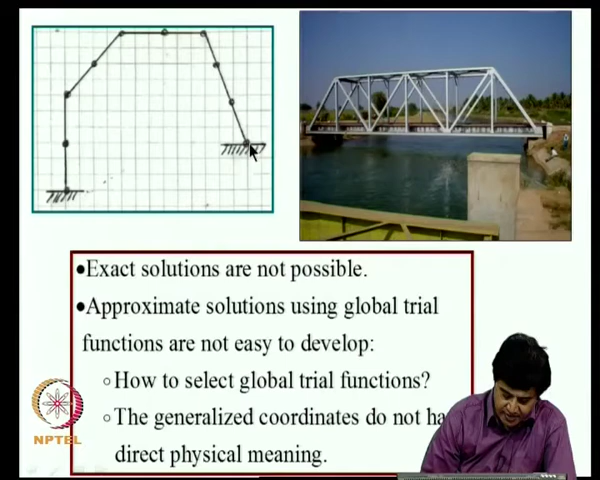 •Exact solutions are not possible.
•Approximate solutions using global trial
functions are not easy to develop:
○How to select global trial functions?
○The generalized coordinates do not
direct physical meaning.
NPTEL